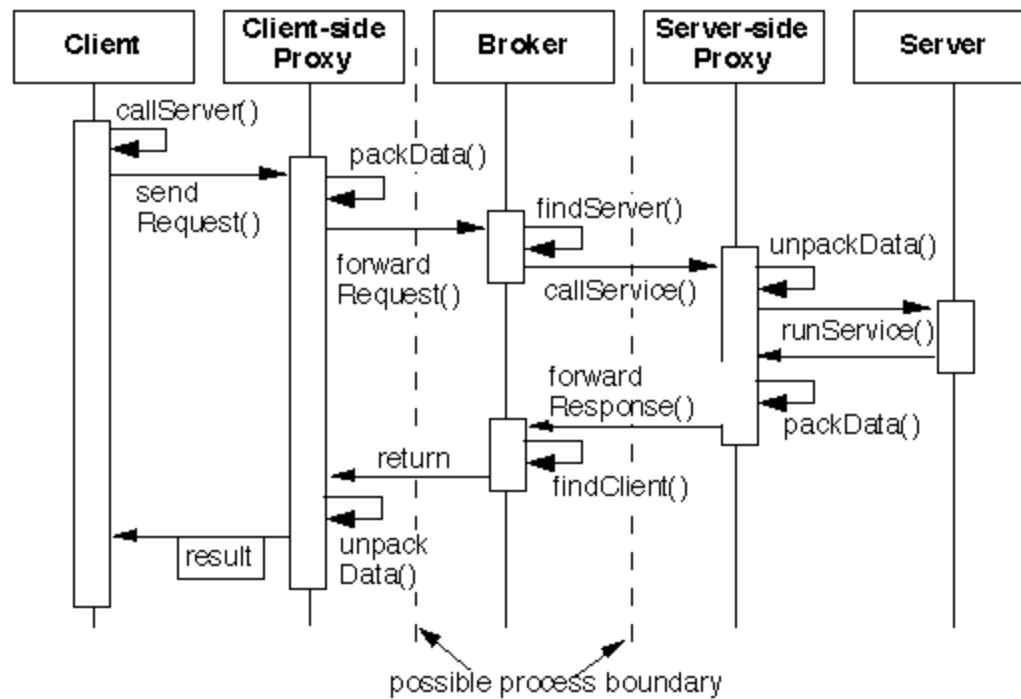 Client
Client-side
Proxy
Broker
Server-side
Proxy
Server
callServer()
packData()
send
Request()
findServer()
unpackData()
forward
Request()
callService()
runService()
forward
Response()
packData()
return
findClient()
result
unpack
Data()
possible process boundary